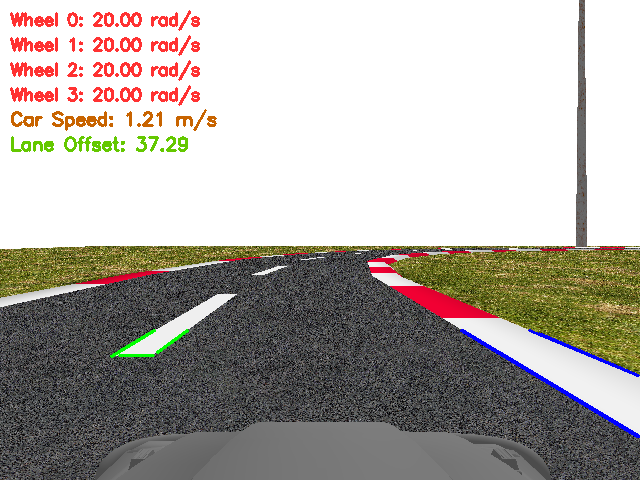 Wheel 0: 20.00 rad/s
Wheel 1: 20.00 rad/s
Wheel 2: 20.00 rad/s
Wheel 3: 20.00 rad/s
Car Speed: 1.21 m/s
Lane Offset: 37.29